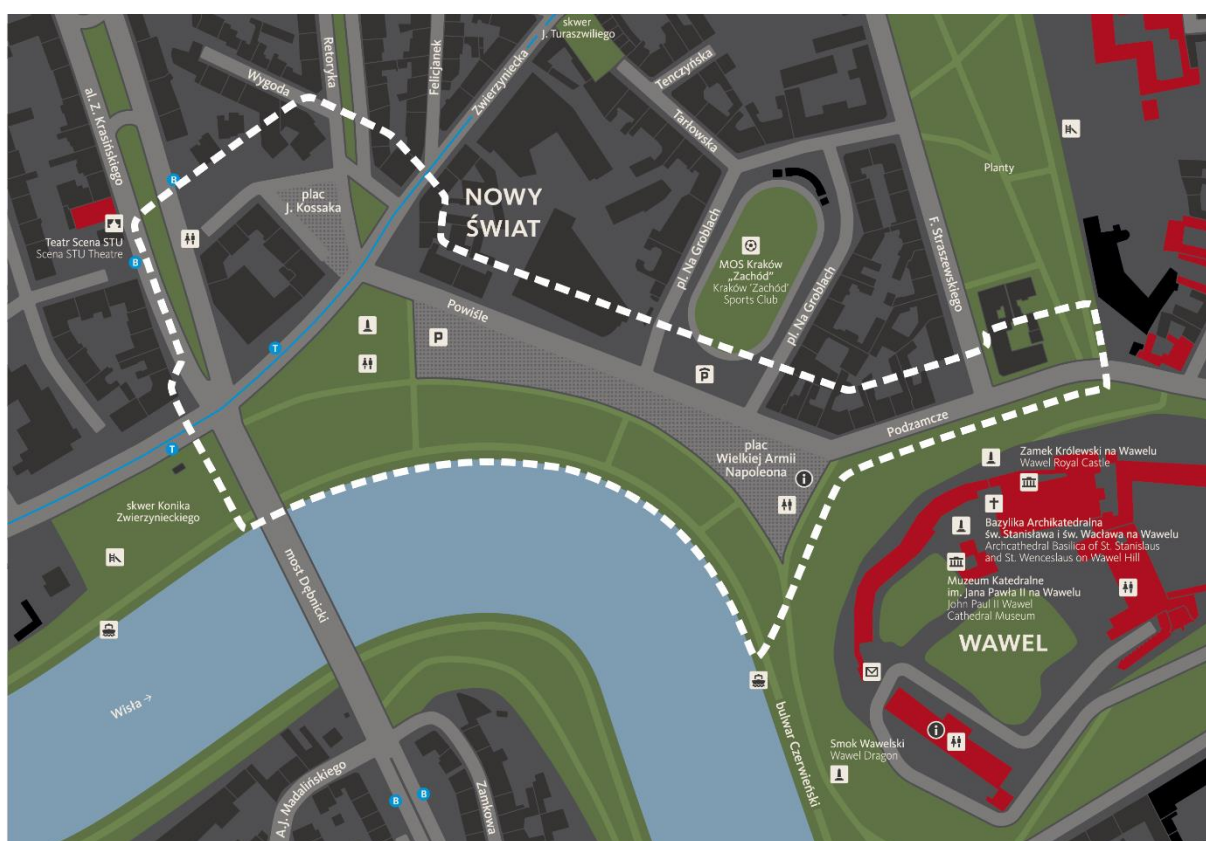 skwer
J. Turaszwiliego
Retoryka
Felicjanek
Wygoda
Zwierzyniecka
Tenczyńska
Tarłowska
al. Z. Krasińskiego
Planty
plac
J. Kossaka
NOWY
ŚWIAT
B
Teatr Scena STU
Scena STU Theatre
B
pl. Na Groblach
MOS Kraków
„Zachód”
Kraków 'Zachód'
Sports Club
pl. Na Groblach
F. Straszewskiego
Powiśle
P
P
T
T
Podzamcze
plac
Wielkiej Armii
Napoleona
i
skwer Konika
Zwierzynieckiego
most Dębnicki
Zamek Królewski na Wawelu
Wawel Royal Castle
Bazylika Archikatedralna
św. Stanisława i św. Wacława na Wawelu
Archcathedral Basilica of St. Stanislaus
and St. Wenceslaus on Wawel Hill
Muzeum Katedralne
im. Jana Pawła II na Wawelu
John Paul II Wawel
Cathedral Museum
WAWEL
Wisła →
bulwar Czerwieński
i
Smok Wawelski
Wawel Dragon
A.J. Madalińskiego
Zamkowa
B
B